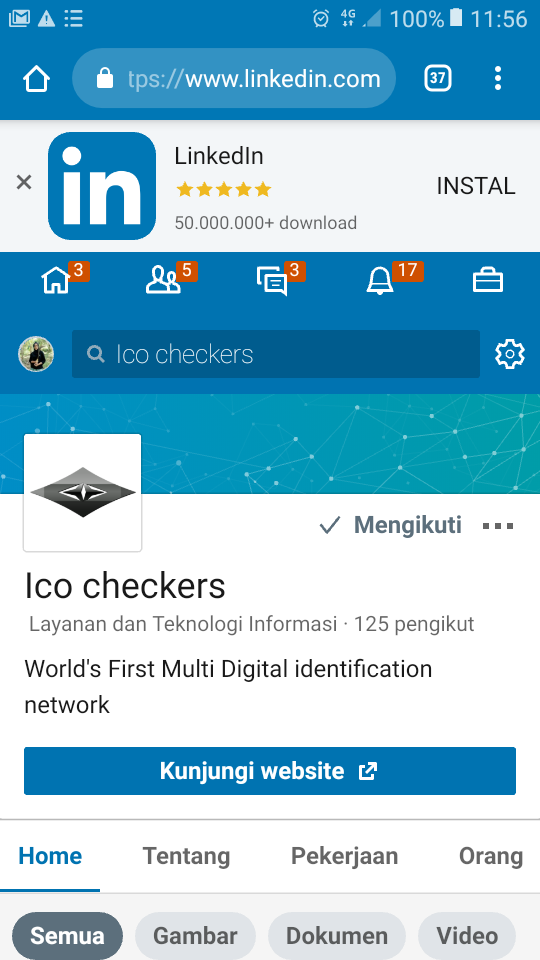 4G 100% 11:56
tps://www.linkedin.com 37
LinkedIn
in
INSTAL
50.000.000+ download
3 5 3 17
Ico checkers
Mengikuti
Ico checkers
Layanan dan Teknologi Informasi · 125 pengikut
World's First Multi Digital identification
network
Kunjungi website
Home Tentang Pekerjaan Orang
Semua Gambar Dokumen Video